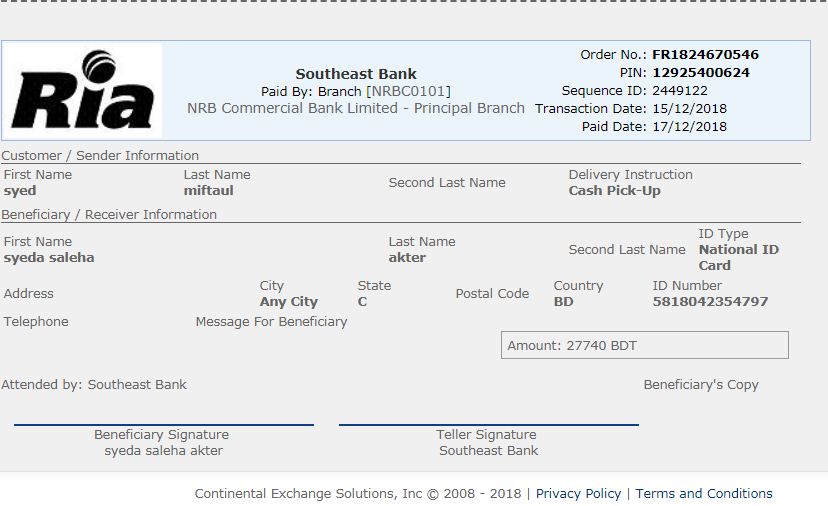 Ria
Southeast Bank
Paid By: Branch [NRBC0101]
NRB Commercial Bank Limited - Principal Branch
Order No.: FR1824670546
PIN: 12925400624
Sequence ID: 2449122
Transaction Date: 15/12/2018
Paid Date: 17/12/2018
Customer / Sender Information
First Name Last Name Second Last Name Delivery Instruction
syed miftaul Cash Pick-Up
Beneficiary / Receiver Information
First Name Last Name Second Last Name ID Type
syeda saleha akter National ID
Card
Address City State Postal Code Country ID Number
Any City C BD 5818042354797
Telephone Message For Beneficiary
Amount: 27740 BDT
Attended by: Southeast Bank Beneficiary's Copy
Beneficiary Signature Teller Signature
syeda saleha akter Southeast Bank
Continental Exchange Solutions, Inc © 2008 - 2018 | Privacy Policy | Terms and Conditions